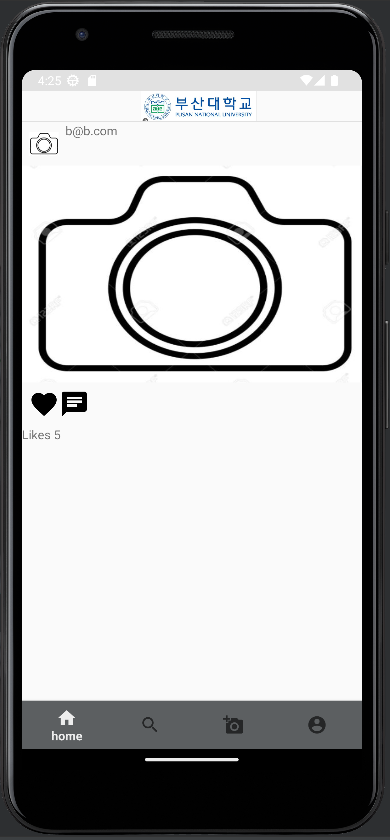 4:25
부산대학교
PUSAN NATIONAL UNIVERSITY
b@b.com
Likes 5
home